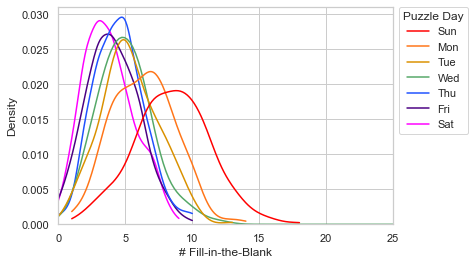 Puzzle Day
Sun
Mon
Tue
Wed
Thu
Fri
Sat
0.030
0.025
0.020
0.015
0.010
0.005
0.000
Density
0 5 10 15 20 25
# Fill-in-the-Blank